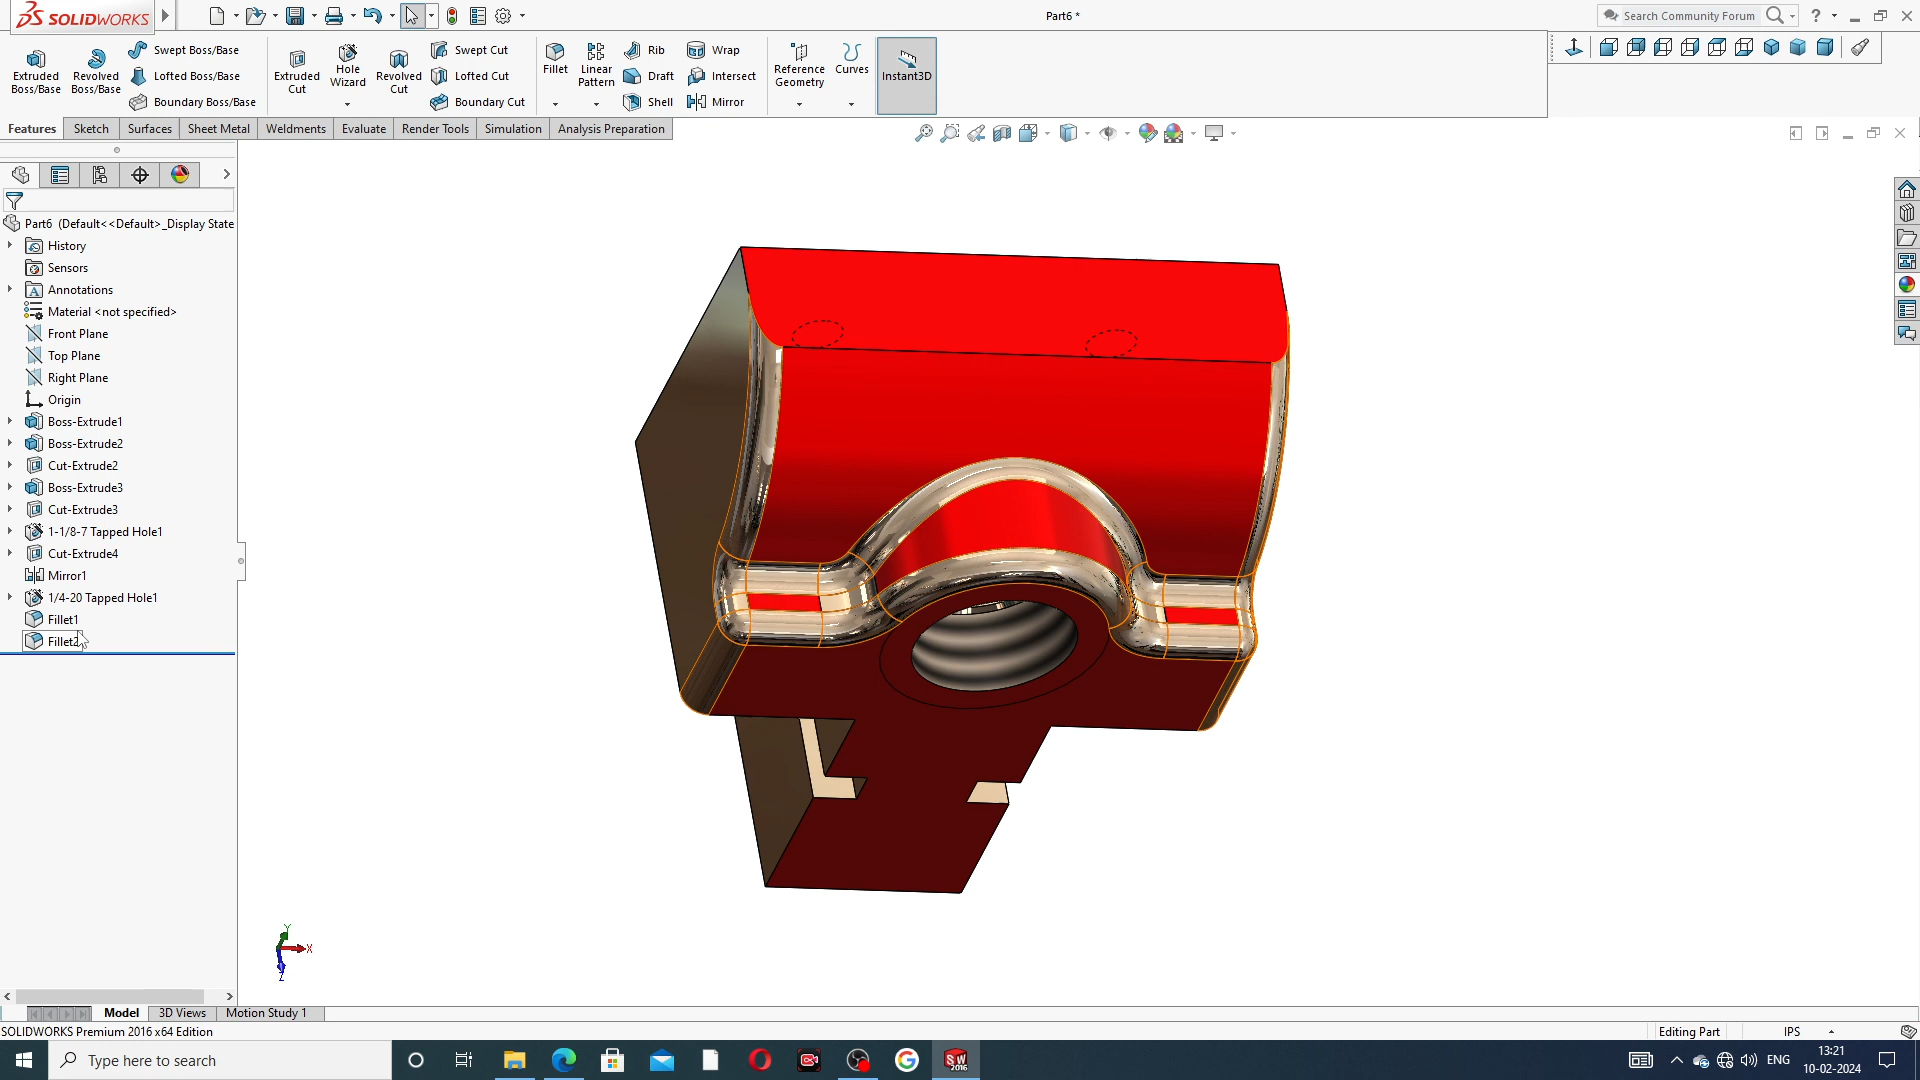 SOLIDWORKS
Part6 *
Search Community Forum
Extruded Boss/Base
Revolved Boss/Base
Swept Boss/Base
Lofted Boss/Base
Boundary Boss/Base
Extruded Cut
Hole Wizard
Revolved Cut
Swept Cut
Lofted Cut
Boundary Cut
Fillet
Linear Pattern
Rib
Draft
Shell
Wrap
Intersect
Mirror
Reference Geometry
Curves
Instant3D
Features
Sketch
Surfaces
Sheet Metal
Weldments
Evaluate
Render Tools
Simulation
Analysis Preparation
Part6 (Default<<Default>_Display State
History
Sensors
Annotations
Material <not specified>
Front Plane
Top Plane
Right Plane
Origin
Boss-Extrude1
Boss-Extrude2
Cut-Extrude2
Boss-Extrude3
Cut-Extrude3
1-1/8-7 Tapped Hole1
Cut-Extrude4
Mirror1
1/4-20 Tapped Hole1
Fillet1
Fillet2
Y
X
Z
Model
3D Views
Motion Study 1
SOLIDWORKS Premium 2016 x64 Edition
Editing Part
IPS
Type here to search
ENG
13:21
10-02-2024